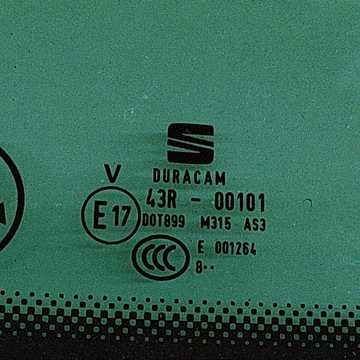 DURACAM
V
43R - 00101
E17
DOT899 M315 AS3
CCC
E 001264
8··